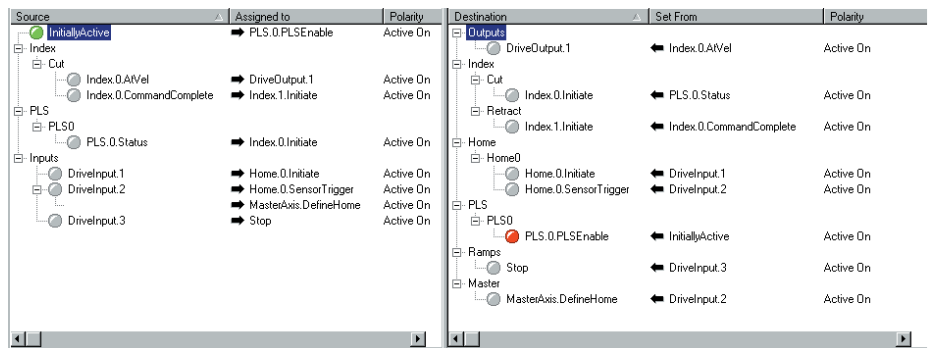 Source Assigned to Polarity
InitiallyActive PLS.0.PLSEnable Active On
Index
Cut
Index.0.AtVel DriveOutput.1 Active On
Index.0.CommandComplete Index.1.Initiate Active On
PLS
PLS0
PLS.0.Status Index.0.Initiate Active On
Inputs
DriveInput.1 Home.0.Initiate Active On
DriveInput.2 Home.0.SensorTrigger Active On
MasterAxis.DefineHome Active On
DriveInput.3 Stop Active On
Destination Set From Polarity
Outputs
DriveOutput.1 Index.0.AtVel Active On
Index
Cut
Index.0.Initiate PLS.0.Status Active On
Retract
Index.1.Initiate Index.0.CommandComplete Active On
Home
Home0
Home.0.Initiate DriveInput.1 Active On
Home.0.SensorTrigger DriveInput.2 Active On
PLS
PLS0
PLS.0.PLSEnable InitiallyActive Active On
Ramps
Stop DriveInput.3 Active On
Master
MasterAxis.DefineHome DriveInput.2 Active On